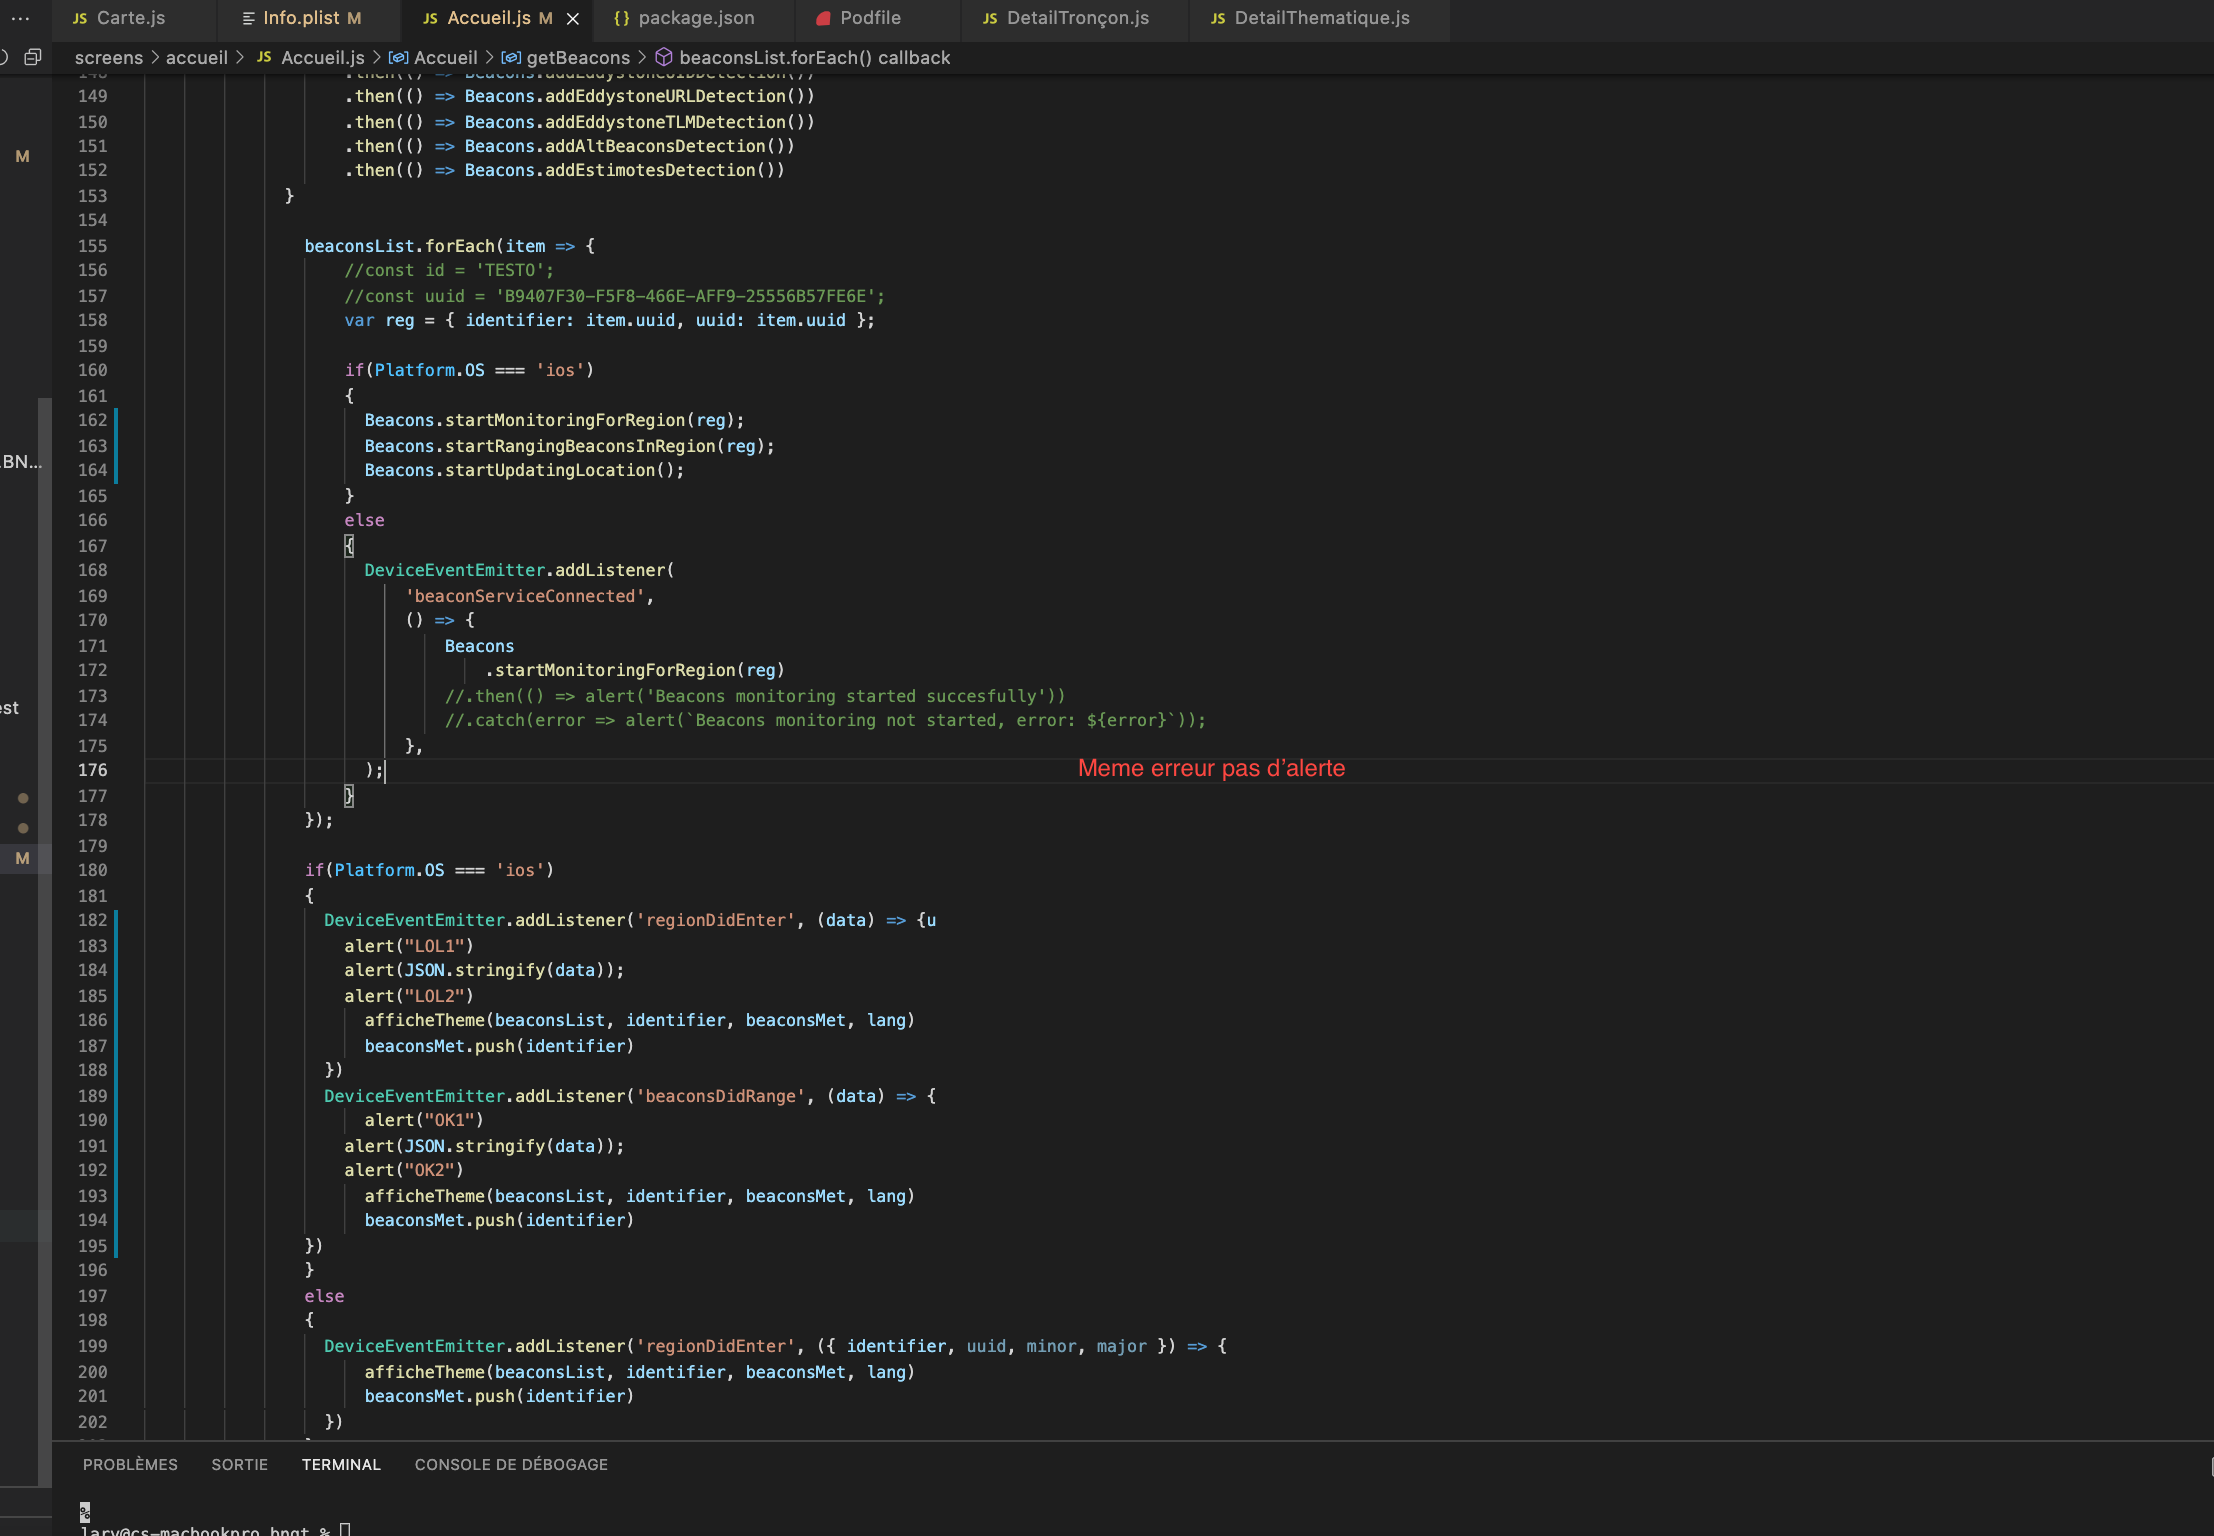 JS Carte.js
Info.plist M
JS Accueil.js M
{} package.json
Podfile
JS DetailTronçon.js
JS DetailThematique.js
screens > accueil > JS Accueil.js > Accueil > getBeacons > beaconsList.forEach() callback
M
.BN...
est
M
149 .then(() => Beacons.addEddystoneURLDetection())
150 .then(() => Beacons.addEddystoneTLMDetection())
151 .then(() => Beacons.addAltBeaconsDetection())
152 .then(() => Beacons.addEstimotesDetection())
153 }
154
155 beaconsList.forEach(item => {
156 //const id = 'TESTO';
157 //const uuid = 'B9407F30-F5F8-466E-AFF9-25556B57FE6E';
158 var reg = { identifier: item.uuid, uuid: item.uuid };
159
160 if(Platform.OS === 'ios')
161 {
162 Beacons.startMonitoringForRegion(reg);
163 Beacons.startRangingBeaconsInRegion(reg);
164 Beacons.startUpdatingLocation();
165 }
166 else
167 {
168 DeviceEventEmitter.addListener(
169 'beaconServiceConnected',
170 () => {
171 Beacons
172 .startMonitoringForRegion(reg)
173 //.then(() => alert('Beacons monitoring started succesfully'))
174 //.catch(error => alert(`Beacons monitoring not started, error: ${error}`));
175 },
176 ); Meme erreur pas d’alerte
177 }
178 });
179
180 if(Platform.OS === 'ios')
181 {
182 DeviceEventEmitter.addListener('regionDidEnter', (data) => {u
183 alert("LOL1")
184 alert(JSON.stringify(data));
185 alert("LOL2")
186 afficheTheme(beaconsList, identifier, beaconsMet, lang)
187 beaconsMet.push(identifier)
188 })
189 DeviceEventEmitter.addListener('beaconsDidRange', (data) => {
190 alert("OK1")
191 alert(JSON.stringify(data));
192 alert("OK2")
193 afficheTheme(beaconsList, identifier, beaconsMet, lang)
194 beaconsMet.push(identifier)
195 })
196 }
197 else
198 {
199 DeviceEventEmitter.addListener('regionDidEnter', ({ identifier, uuid, minor, major }) => {
200 afficheTheme(beaconsList, identifier, beaconsMet, lang)
201 beaconsMet.push(identifier)
202 })
PROBLÈMES SORTIE TERMINAL CONSOLE DE DÉBOGAGE
%
lary@cs-macbookpro bngt %